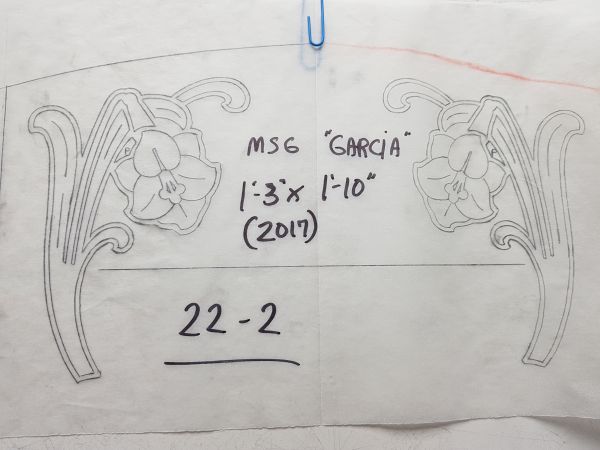 MSG "GARCiA"
1'-3" x 1'-10"
(2017)
22-2